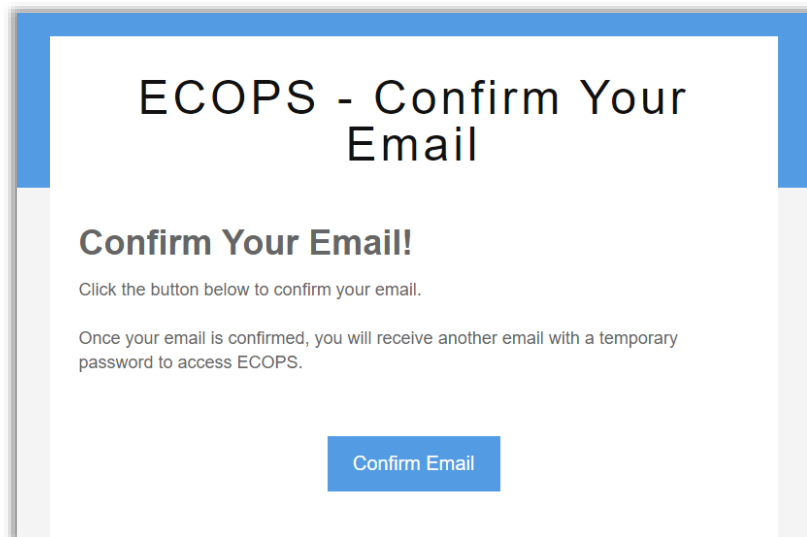 ECOPS - Confirm Your
Email
Confirm Your Email!
Click the button below to confirm your email.
Once your email is confirmed, you will receive another email with a temporary
password to access ECOPS.
Confirm Email